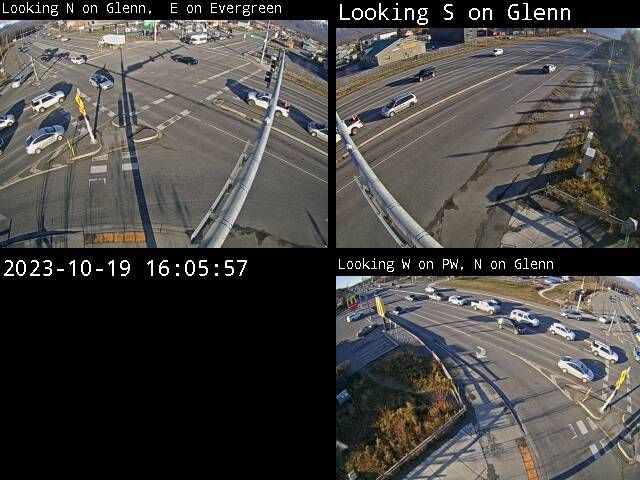 Looking N on Glenn,  E on Evergreen
Looking S on Glenn
2023-10-19 16:05:57
Looking W on PW, N on Glenn